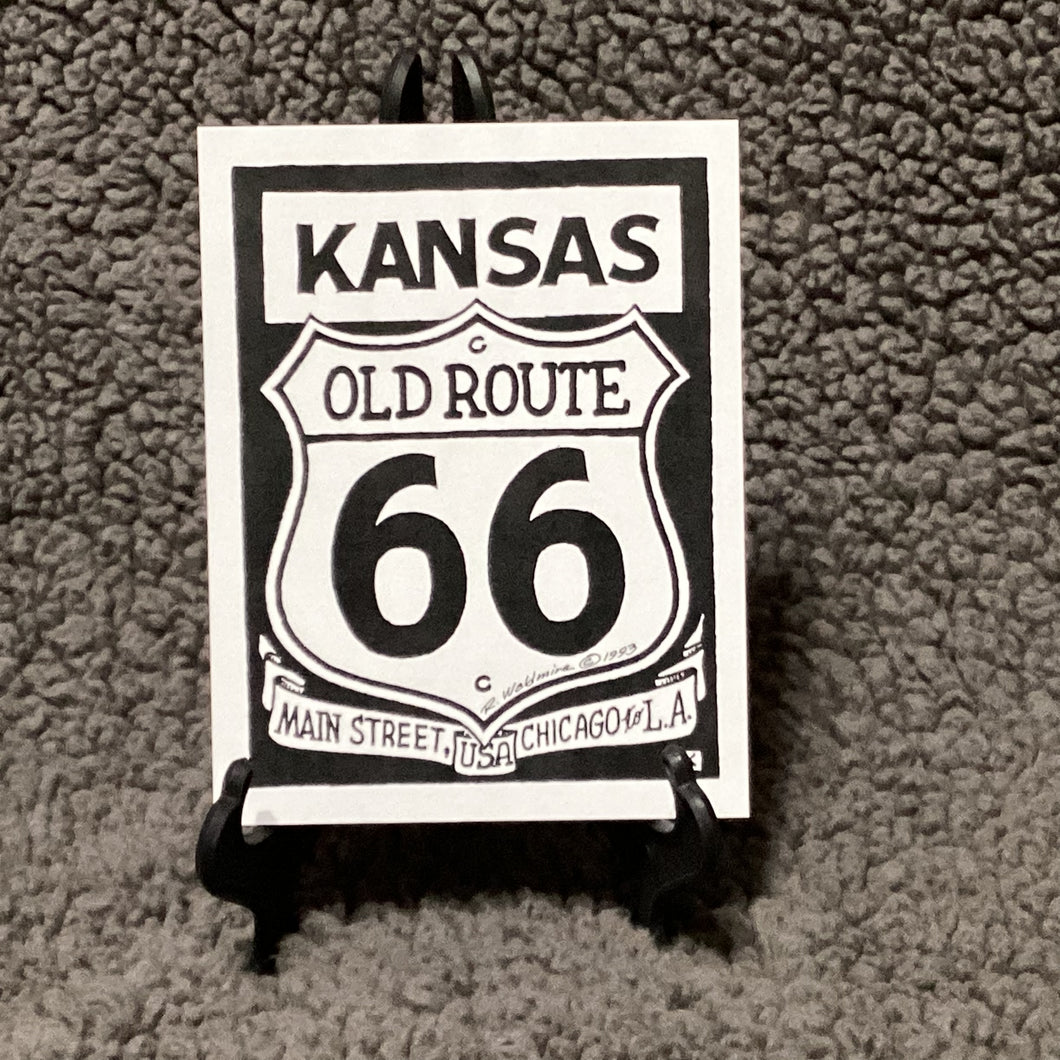 KANSAS
OLD ROUTE
66
R. Waldmire © 1993
MAIN STREET, USA CHICAGO to L.A.